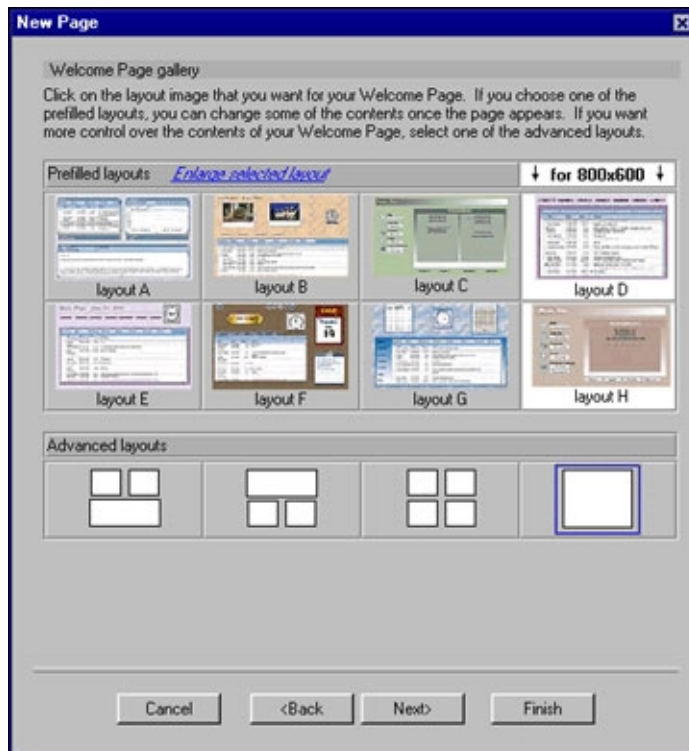 New Page
Welcome Page gallery
Click on the layout image that you want for your Welcome Page. If you choose one of the
prefilled layouts, you can change some of the contents once the page appears. If you want
more control over the contents of your Welcome Page, select one of the advanced layouts.
Prefilled layouts Enlarge selected layout ↓ for 800x600 ↓
layout A layout B layout C layout D
layout E layout F layout G layout H
Advanced layouts
Cancel <Back Next> Finish